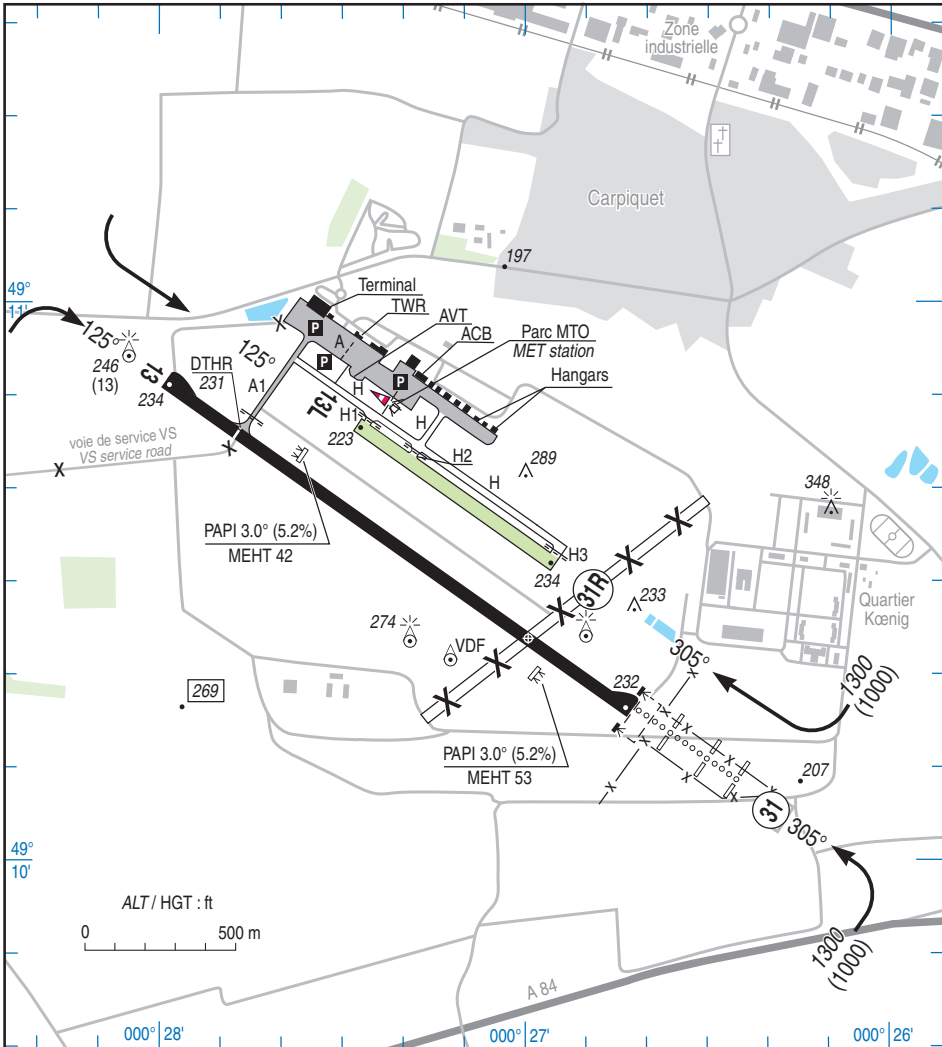 Zone
industrielle
Carpiquet
197
49°
11'
Terminal
TWR
AVT
ACB
Parc MTO
MET station
Hangars
125°
246
(13)
13
234
DTHR
231
A1
125°
13L
P
P
P
A
H
H
H
H1
H2
H3
223
234
voie de service VS
VS service road
X
X
X
PAPI 3.0° (5.2%)
MEHT 42
289
348
31R
233
Quartier
Kœnig
274
VDF
269
232
305°
1300
(1000)
PAPI 3.0° (5.2%)
MEHT 53
207
31
305°
1300
(1000)
49°
10'
ALT / HGT : ft
0
500 m
A 84
000° 28'
000° 27'
000° 26'